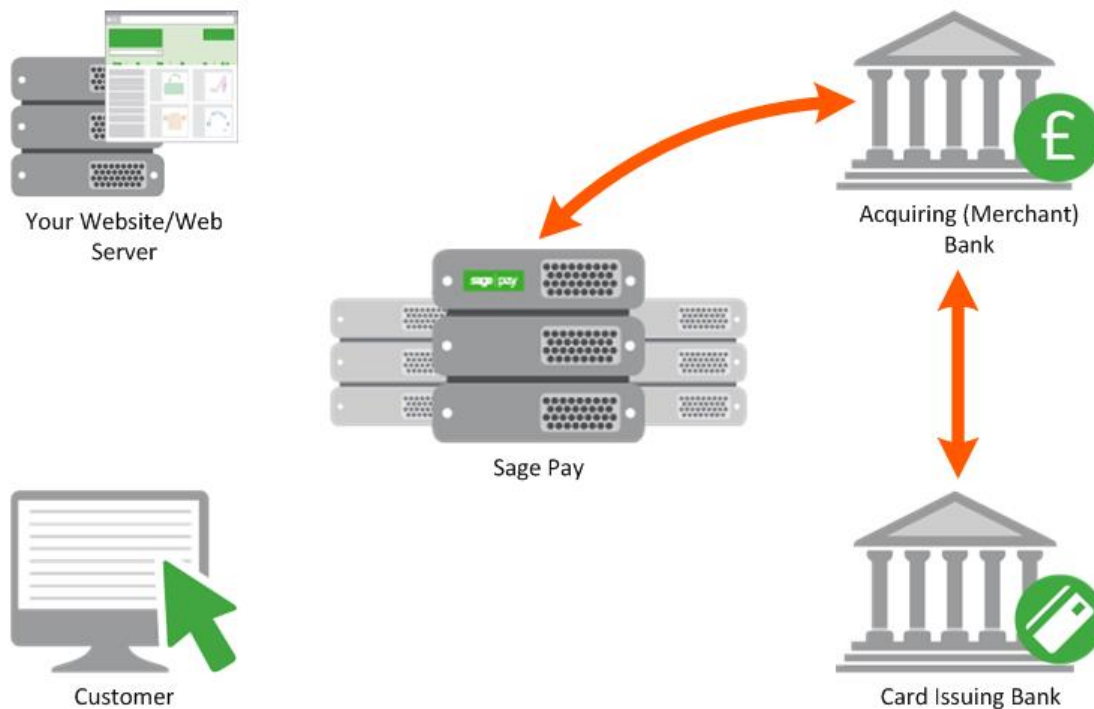 £
Your Website/Web
Server
Acquiring (Merchant)
Bank
sage pay
Sage Pay
Customer
Card Issuing Bank